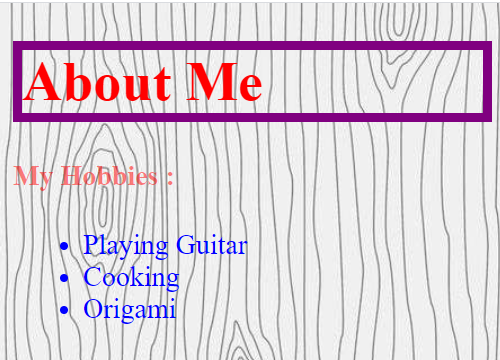 About Me
My Hobbies :
Playing Guitar
Cooking
Origami